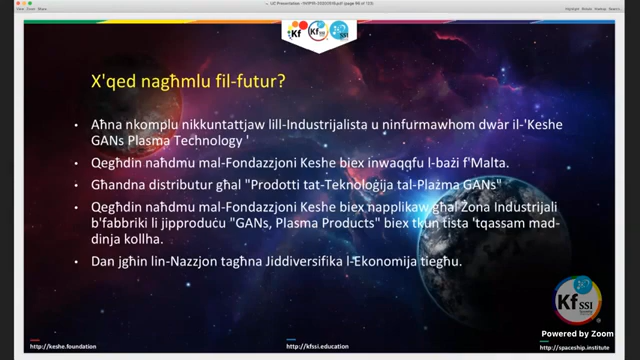 X'qed nagħmlu fil-futur?
Aħna nkomplu nikkuntattjaw lill-Industrijalista u ninfurmawhom dwar il-'Keshe
GANs Plasma Technology '
Qegħdin naħdmu mal-Fondazzjoni Keshe biex inwaqqfu l-bażi f'Malta.
Għandna distributur għal "Prodotti tat-Teknoloġija tal-Plażma GANs"
Qegħdin naħdmu mal-Fondazzjoni Keshe biex napplikaw għal Żona Industrijali
b'fabbriki li jipproduċu "GANs, Plasma Products" biex tkun tista 'tqassam mad-
dinja kollha.
Dan jgħin lin-Nazzjon tagħna Jiddiversifika l-Ekonomija tiegħu.
Kf SSI
Powered by Zoom
http://keshe.foundation
http://kfssi.education
http://spaceship.institute